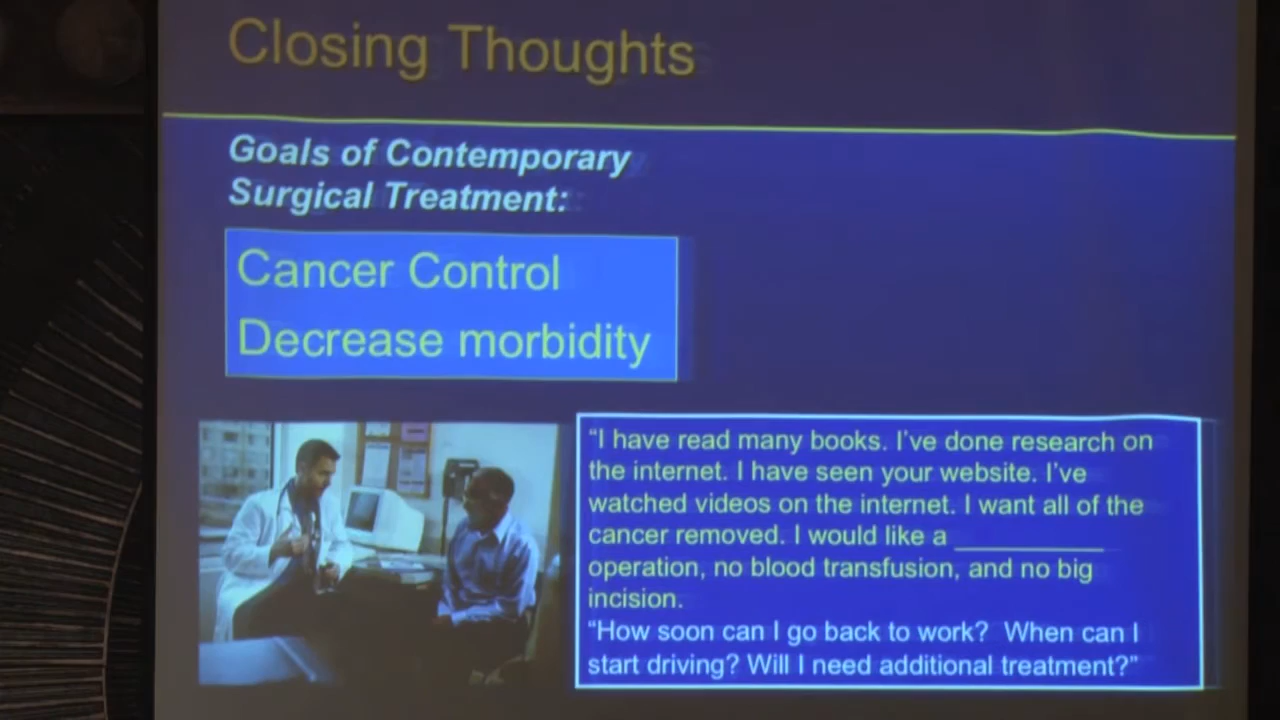 Closing Thoughts
Goals of Contemporary
Surgical Treatment:
Cancer Control
Decrease morbidity
“I have read many books. I’ve done research on
the internet. I have seen your website. I’ve
watched videos on the internet. I want all of the
cancer removed. I would like a __________
operation, no blood transfusion, and no big
incision.
“How soon can I go back to work?  When can I
start driving? Will I need additional treatment?”